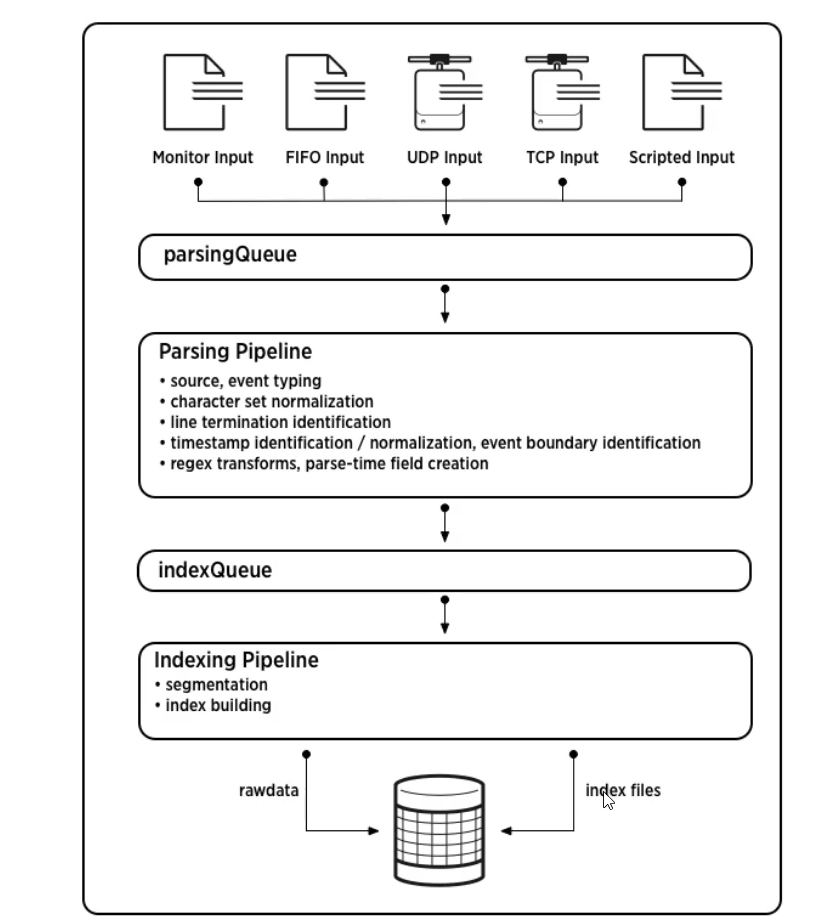 Monitor Input FIFO Input UDP Input TCP Input Scripted Input
parsingQueue
Parsing Pipeline
• source, event typing
• character set normalization
• line termination identification
• timestamp identification / normalization, event boundary identification
• regex transforms, parse-time field creation
indexQueue
Indexing Pipeline
• segmentation
• index building
rawdata index files